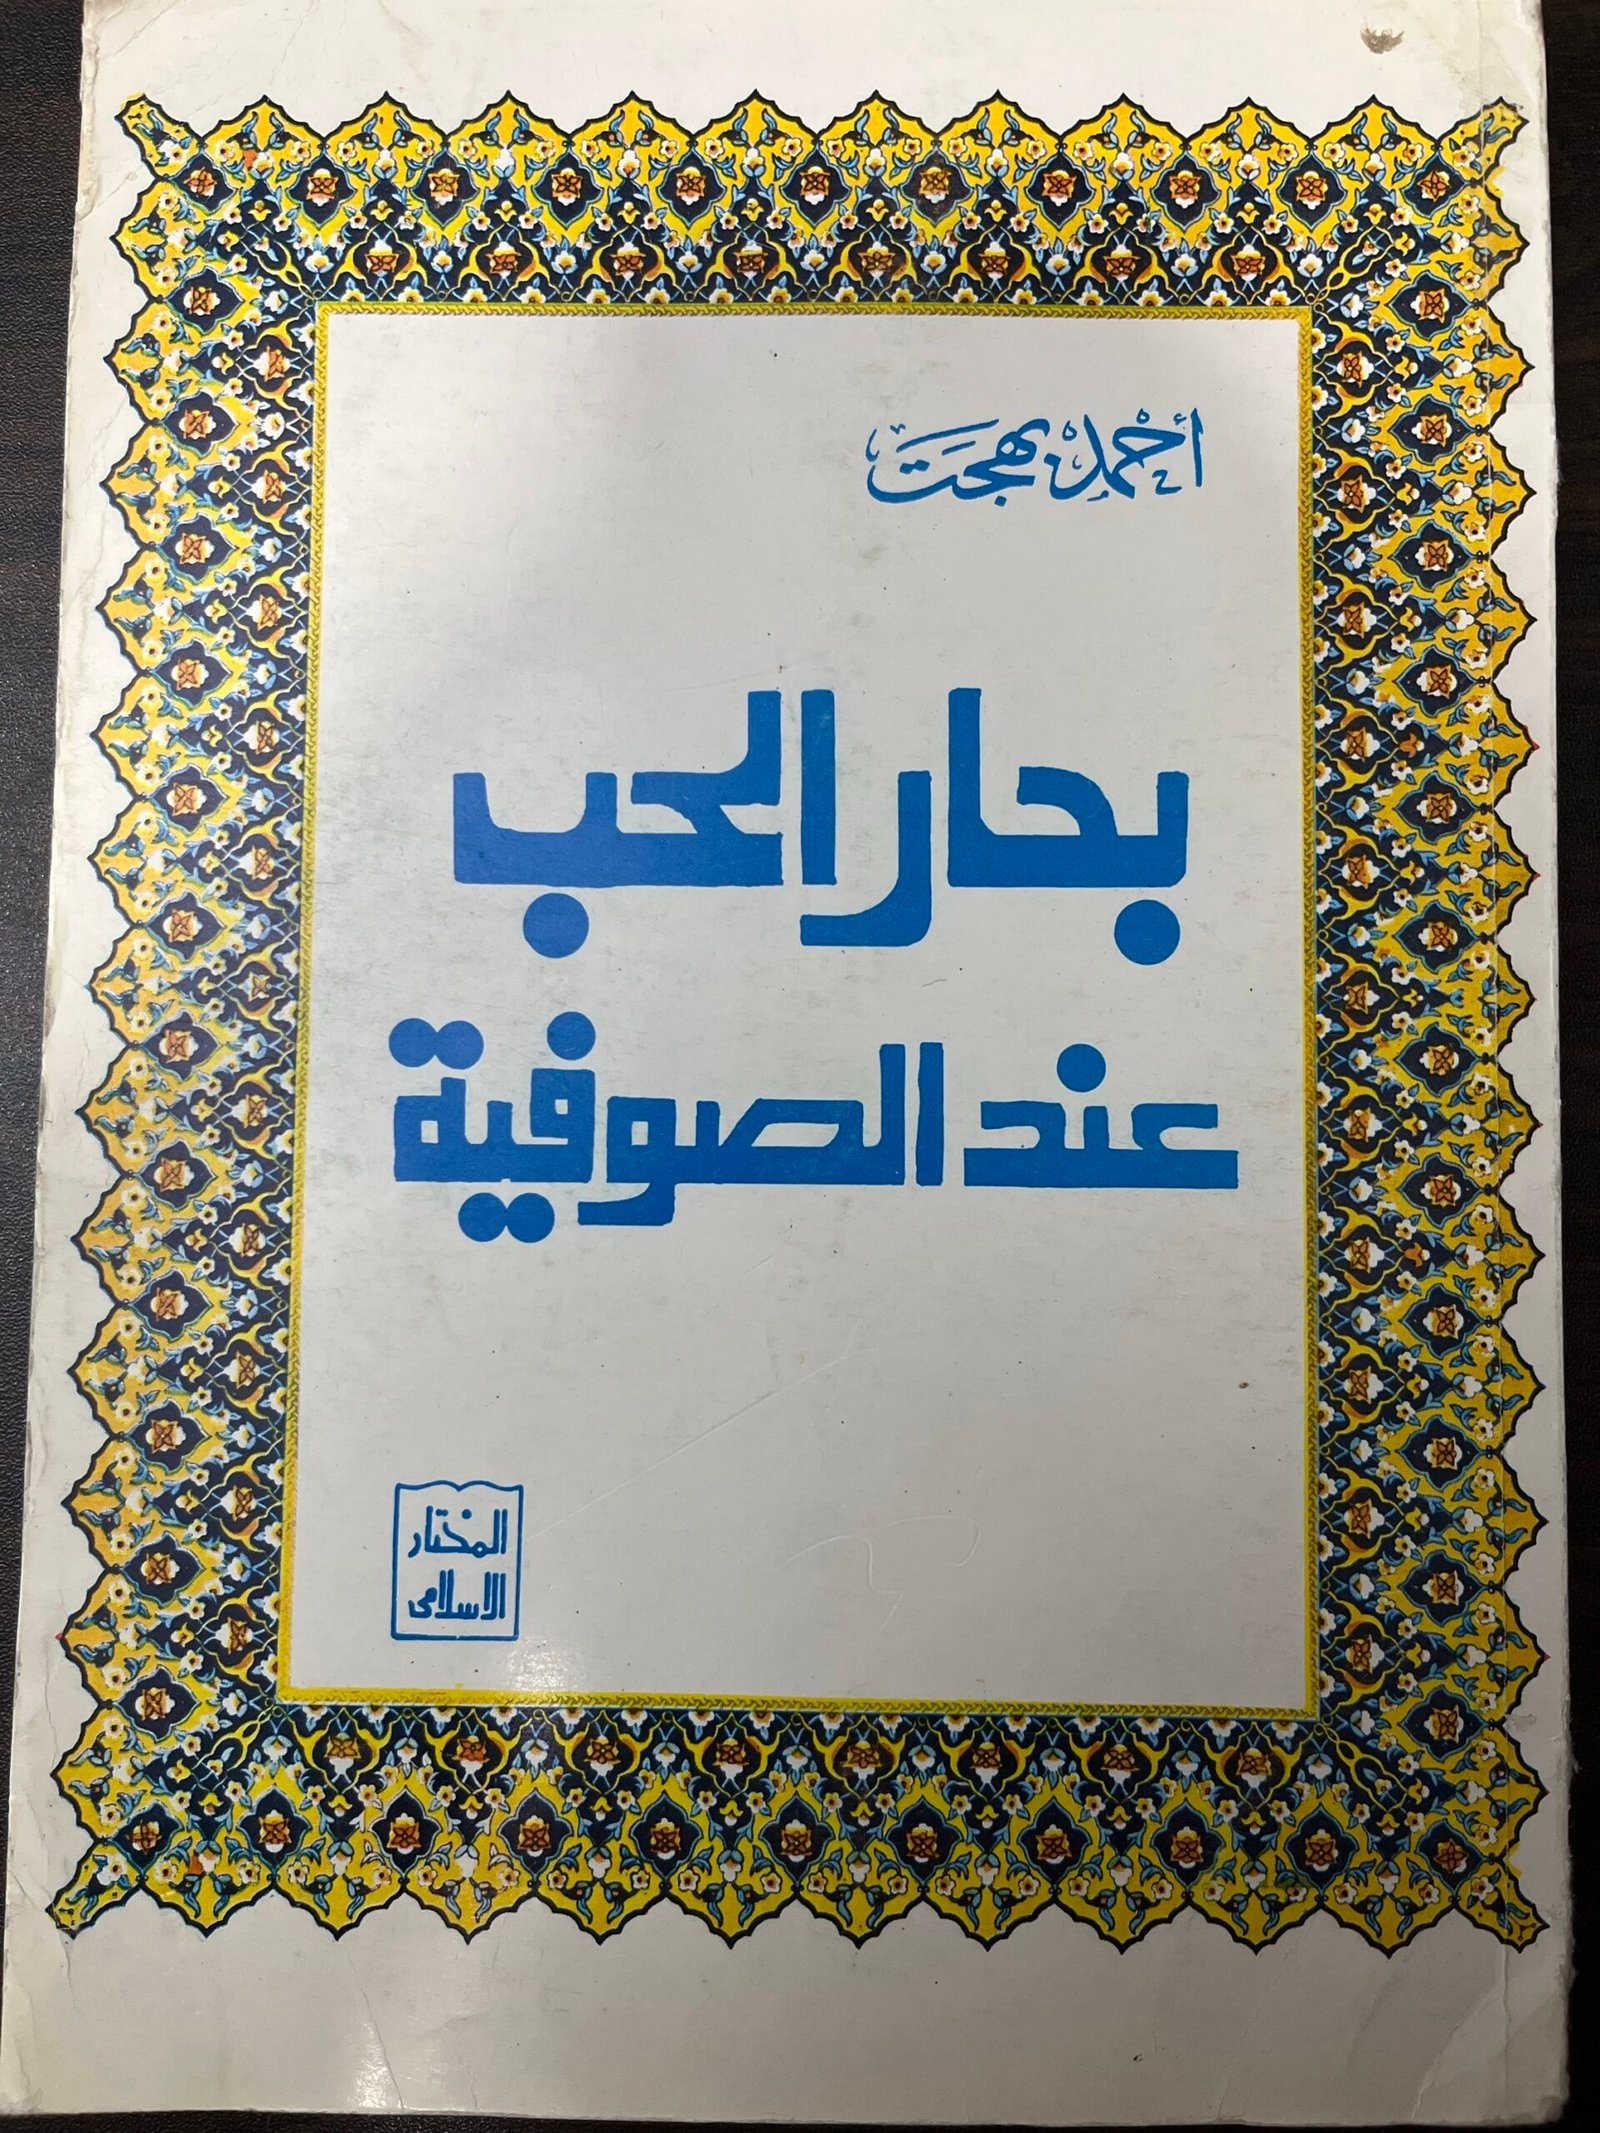 أحمد بهجت
بحار الحب
عند الصوفية
المختار
الاسلامى